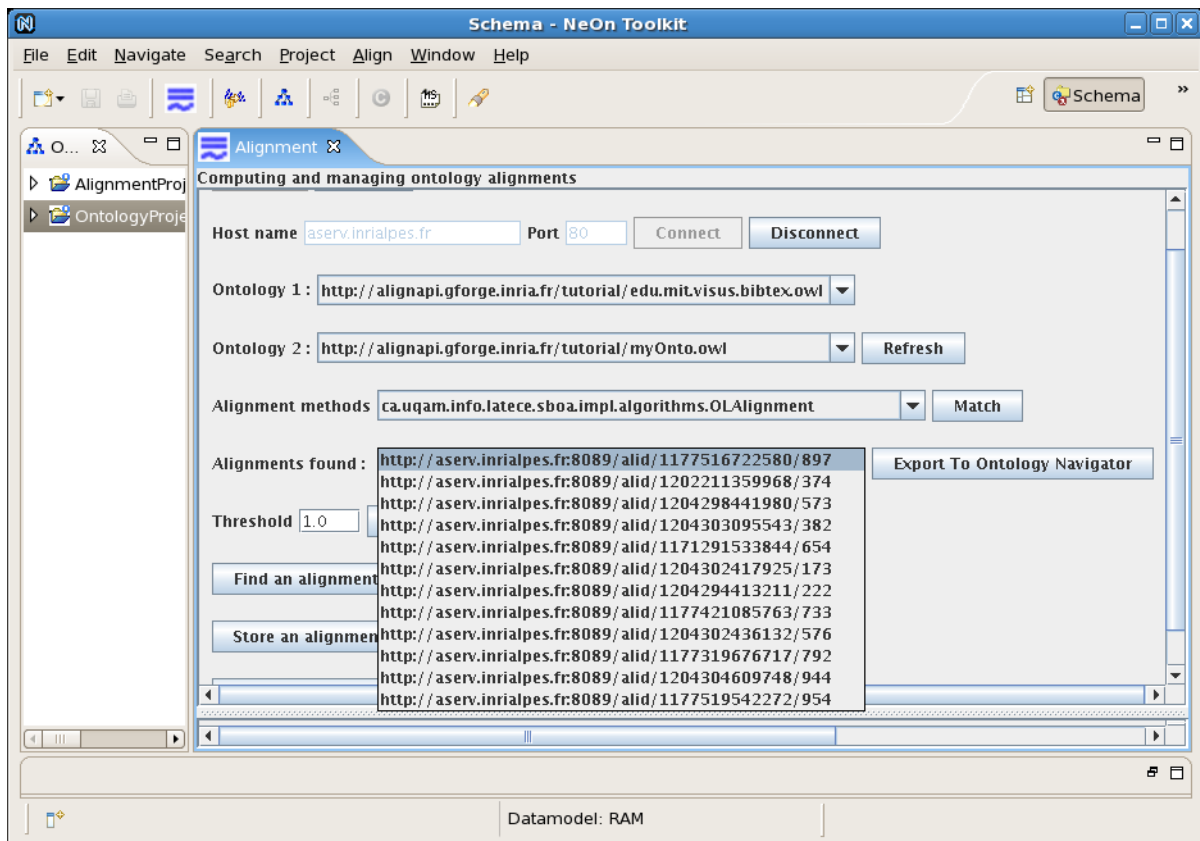 Schema - NeOn Toolkit
File Edit Navigate Search Project Align Window Help
Schema
»
O...
Alignment
AlignmentProj
OntologyProje
Computing and managing ontology alignments
Host name aserv.inrialpes.fr Port 80 Connect Disconnect
Ontology 1 : http://alignapi.gforge.inria.fr/tutorial/edu.mit.visus.bibtex.owl
Ontology 2 : http://alignapi.gforge.inria.fr/tutorial/myOnto.owl Refresh
Alignment methods ca.uqam.info.latece.sboa.impl.algorithms.OLAlignment Match
Alignments found : http://aserv.inrialpes.fr:8089/alid/1177516722580/897 Export To Ontology Navigator
http://aserv.inrialpes.fr:8089/alid/1202211359968/374
http://aserv.inrialpes.fr:8089/alid/1204298441980/573
Threshold 1.0 http://aserv.inrialpes.fr:8089/alid/1204303095543/382
http://aserv.inrialpes.fr:8089/alid/1171291533844/654
http://aserv.inrialpes.fr:8089/alid/1204302417925/173
Find an alignment http://aserv.inrialpes.fr:8089/alid/1204294413211/222
http://aserv.inrialpes.fr:8089/alid/1177421085763/733
Store an alignmen http://aserv.inrialpes.fr:8089/alid/1204302436132/576
http://aserv.inrialpes.fr:8089/alid/1177319676717/792
http://aserv.inrialpes.fr:8089/alid/1204304609748/944
http://aserv.inrialpes.fr:8089/alid/1177519542272/954
Datamodel: RAM